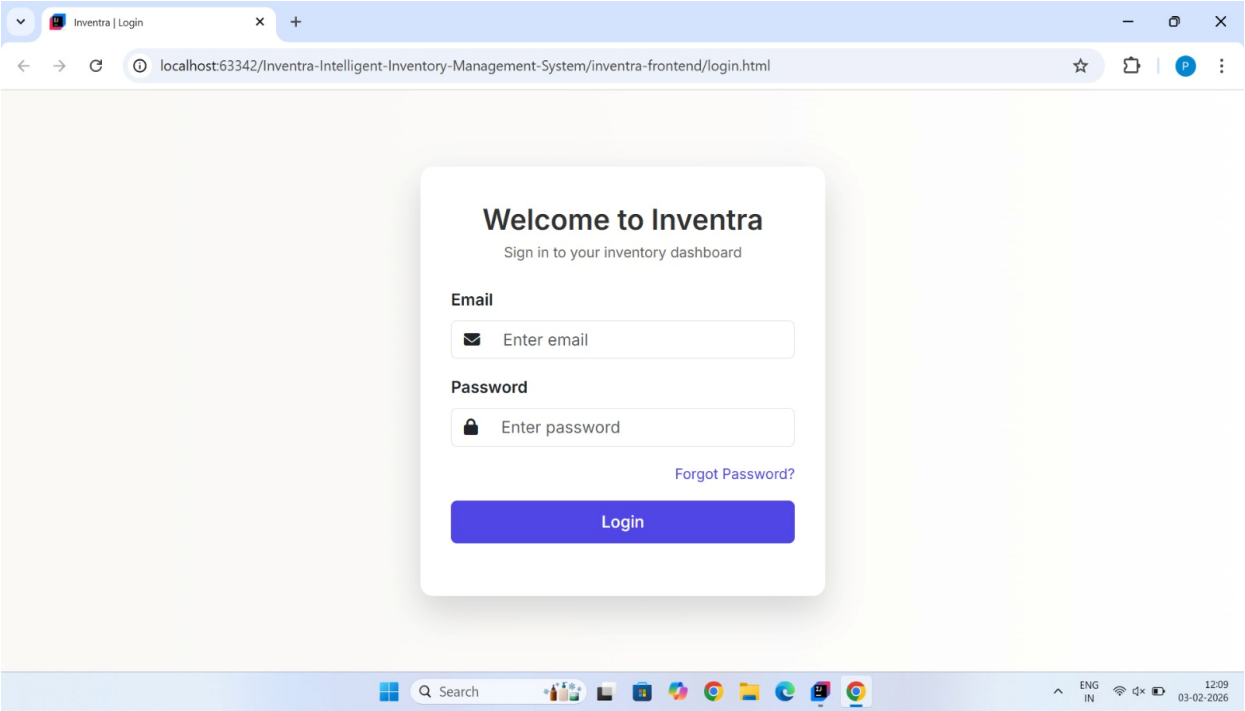 Inventra | Login
localhost:63342/Inventra-Intelligent-Inventory-Management-System/inventra-frontend/login.html
P
Welcome to Inventra
Sign in to your inventory dashboard
Email
Enter email
Password
Enter password
Forgot Password?
Login
Search
ENG
IN
12:09
03-02-2026